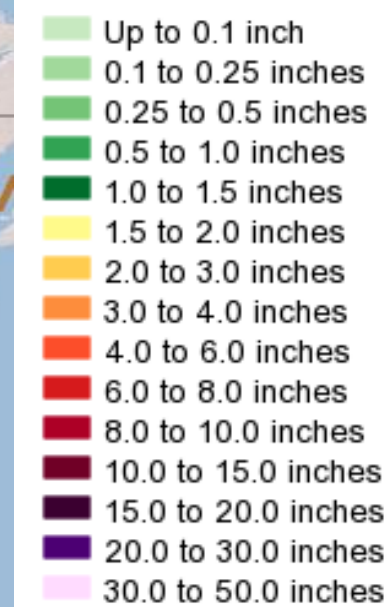 Up to 0.1 inch
0.1 to 0.25 inches
0.25 to 0.5 inches
0.5 to 1.0 inches
1.0 to 1.5 inches
1.5 to 2.0 inches
2.0 to 3.0 inches
3.0 to 4.0 inches
4.0 to 6.0 inches
6.0 to 8.0 inches
8.0 to 10.0 inches
10.0 to 15.0 inches
15.0 to 20.0 inches
20.0 to 30.0 inches
30.0 to 50.0 inches